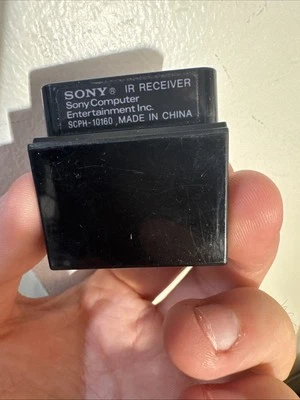 SONY® IR RECEIVER
Sony Computer
Entertainment Inc.
SCPH-10160 , MADE IN CHINA